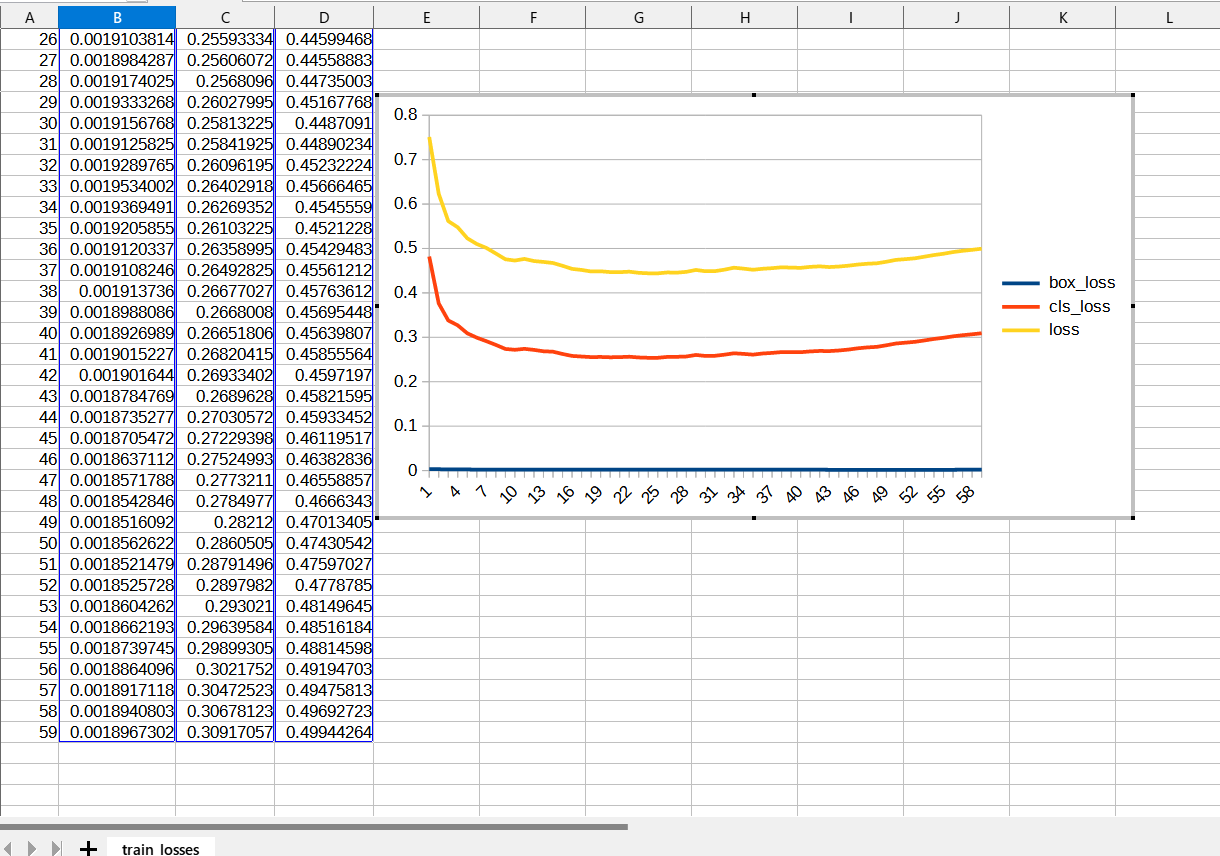 A B C D E F G H I J K L
26 0.0019103814 0.25593334 0.44599468
27 0.0018984287 0.25606072 0.44558883
28 0.0019174025 0.2568096 0.44735003
29 0.0019333268 0.26027995 0.45167768
30 0.0019156768 0.25813225 0.4487091
31 0.0019125825 0.25841925 0.44890234
32 0.0019289765 0.26096195 0.45232224
33 0.0019534002 0.26402918 0.45666465
34 0.0019369491 0.26269352 0.4545559
35 0.0019205855 0.26103225 0.4521228
36 0.0019120337 0.26358995 0.45429483
37 0.0019108246 0.26492825 0.45561212
38 0.001913736 0.26677027 0.45763612
39 0.0018988086 0.2668008 0.45695448
40 0.0018926989 0.26651806 0.45639807
41 0.0019015227 0.26820415 0.45855564
42 0.001901644 0.26933402 0.4597197
43 0.0018784769 0.2689628 0.45821595
44 0.0018735277 0.27030572 0.45933452
45 0.0018705472 0.27229398 0.46119517
46 0.0018637112 0.27524993 0.46382836
47 0.0018571788 0.2773211 0.46558857
48 0.0018542846 0.2784977 0.4666343
49 0.0018516092 0.28212 0.47013405
50 0.0018562622 0.2860505 0.47430542
51 0.0018521479 0.28791496 0.47597027
52 0.0018525728 0.2897982 0.4778785
53 0.0018604262 0.293021 0.48149645
54 0.0018662193 0.29639584 0.48516184
55 0.0018739745 0.29899305 0.48814598
56 0.0018864096 0.3021752 0.49194703
57 0.0018917118 0.30472523 0.49475813
58 0.0018940803 0.30678123 0.49692723
59 0.0018967302 0.30917057 0.49944264
0.8
0.7
0.6
0.5
0.4
0.3
0.2
0.1
0
1 4 7 10 13 16 19 22 25 28 31 34 37 40 43 46 49 52 55 58
box_loss
cls_loss
loss
train_losses